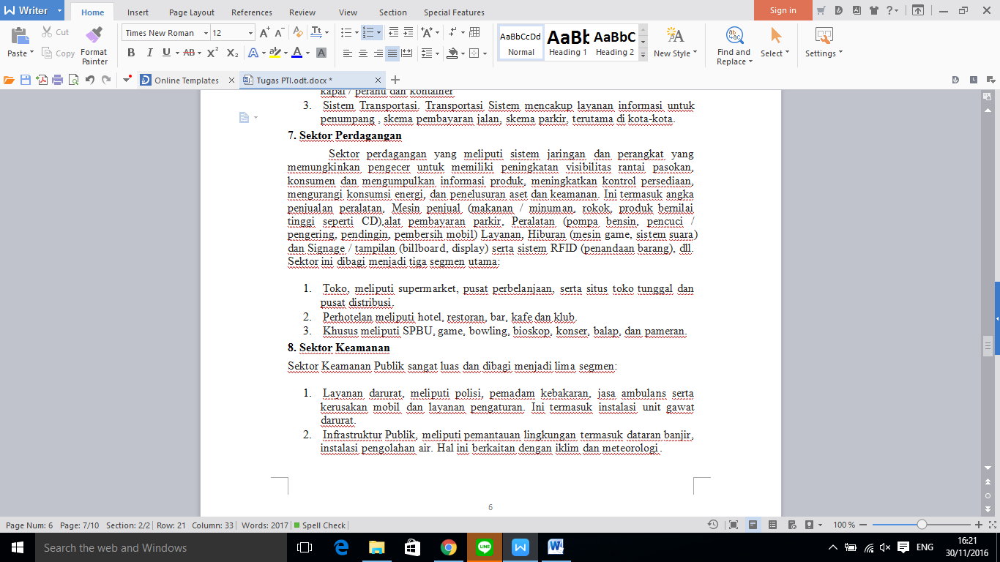 Writer
Home Insert Page Layout References Review View Section Special Features
Sign in
Paste Cut Copy Format Painter
Times New Roman 12
B I U AB X² X₂ A ab A A
AaBbCcDd Normal
AaBb Heading 1
AaBbC Heading 2
New Style
Find and Replace
Select
Settings
Online Templates
Tugas PTI.odt.docx *
kapal / perahu dan kontainer
3. Sistem Transportasi. Transportasi Sistem mencakup layanan informasi untuk
penumpang , skema pembayaran jalan, skema parkir, terutama di kota-kota.
7. Sektor Perdagangan
Sektor perdagangan yang meliputi sistem jaringan dan perangkat yang
memungkinkan pengecer untuk memiliki peningkatan visibilitas rantai pasokan,
konsumen dan mengumpulkan informasi produk, meningkatkan kontrol persediaan,
mengurangi konsumsi energi, dan penelusuran aset dan keamanan. Ini termasuk angka
penjualan peralatan, Mesin penjual (makanan / minuman, rokok, produk bernilai
tinggi seperti CD),alat pembayaran parkir, Peralatan (pompa bensin, pencuci /
pengering, pendingin, pembersih mobil) Layanan, Hiburan (mesin game, sistem suara)
dan Signage / tampilan (billboard, display) serta sistem RFID (penandaan barang), dll.
Sektor ini dibagi menjadi tiga segmen utama:
1. Toko, meliputi supermarket, pusat perbelanjaan, serta situs toko tunggal dan
pusat distribusi.
2. Perhotelan meliputi hotel, restoran, bar, kafe dan klub.
3. Khusus meliputi SPBU, game, bowling, bioskop, konser, balap, dan pameran.
8. Sektor Keamanan
Sektor Keamanan Publik sangat luas dan dibagi menjadi lima segmen:
1. Layanan darurat, meliputi polisi, pemadam kebakaran, jasa ambulans serta
kerusakan mobil dan layanan pengaturan. Ini termasuk instalasi unit gawat
darurat.
2. Infrastruktur Publik, meliputi pemantauan lingkungan termasuk dataran banjir,
instalasi pengolahan air. Hal ini berkaitan dengan iklim dan meteorologi.
6
Page Num: 6 Page: 7/10 Section: 2/2 Row: 21 Column: 33 Words: 2017 Spell Check
100 %
Search the web and Windows
LINE
ENG
16:21
30/11/2016